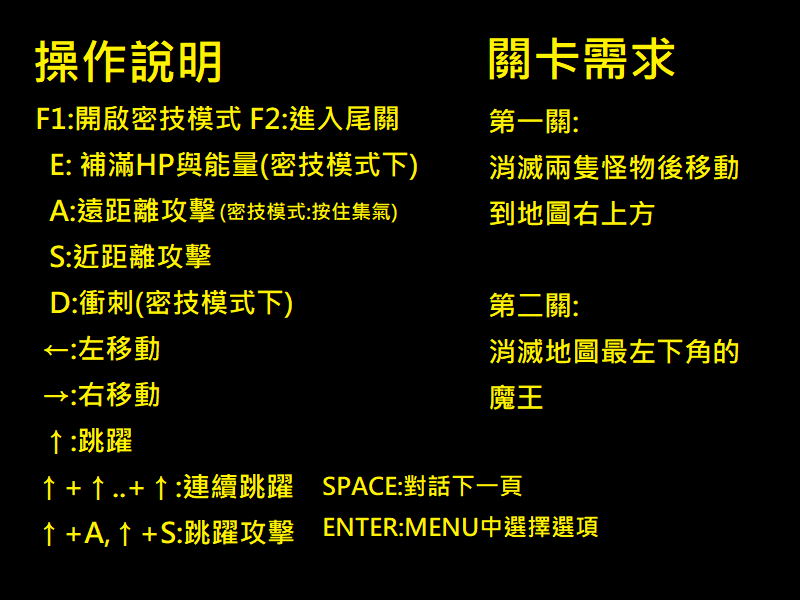 操作說明
F1:開啟密技模式 F2:進入尾關
E: 補滿HP與能量(密技模式下)
A:遠距離攻擊(密技模式:按住集氣)
S:近距離攻擊
D:衝刺(密技模式下)
←:左移動
→:右移動
↑:跳躍
↑+↑..+↑:連續跳躍
↑+A,↑+S:跳躍攻擊
SPACE:對話下一頁
ENTER:MENU中選擇選項
關卡需求
第一關:
消滅兩隻怪物後移動
到地圖右上方
第二關:
消滅地圖最左下角的
魔王